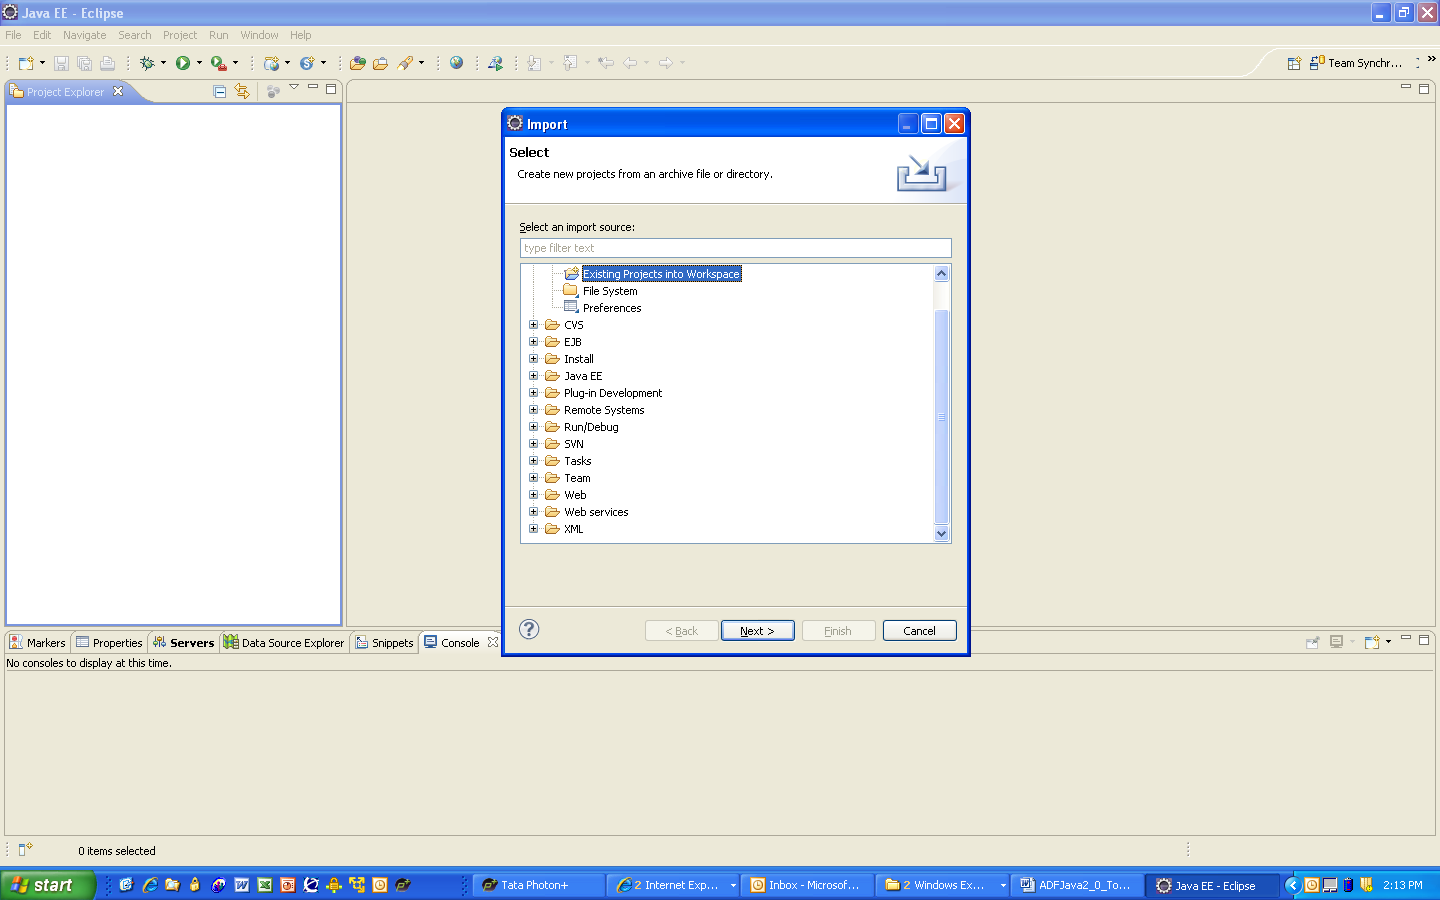 Java EE - Eclipse
File Edit Navigate Search Project Run Window Help
Team Synchr...
Project Explorer
Import
Select
Create new projects from an archive file or directory.
Select an import source:
type filter text
Existing Projects into Workspace
File System
Preferences
CVS
EJB
Install
Java EE
Plug-in Development
Remote Systems
Run/Debug
SVN
Tasks
Team
Web
Web services
XML
< Back Next > Finish Cancel
Markers Properties Servers Data Source Explorer Snippets Console
No consoles to display at this time.
0 items selected
start Tata Photon+ 2 Internet Exp... Inbox - Microsof... 2 Windows Ex... ADFJava2_0_To... Java EE - Eclipse 2:13 PM